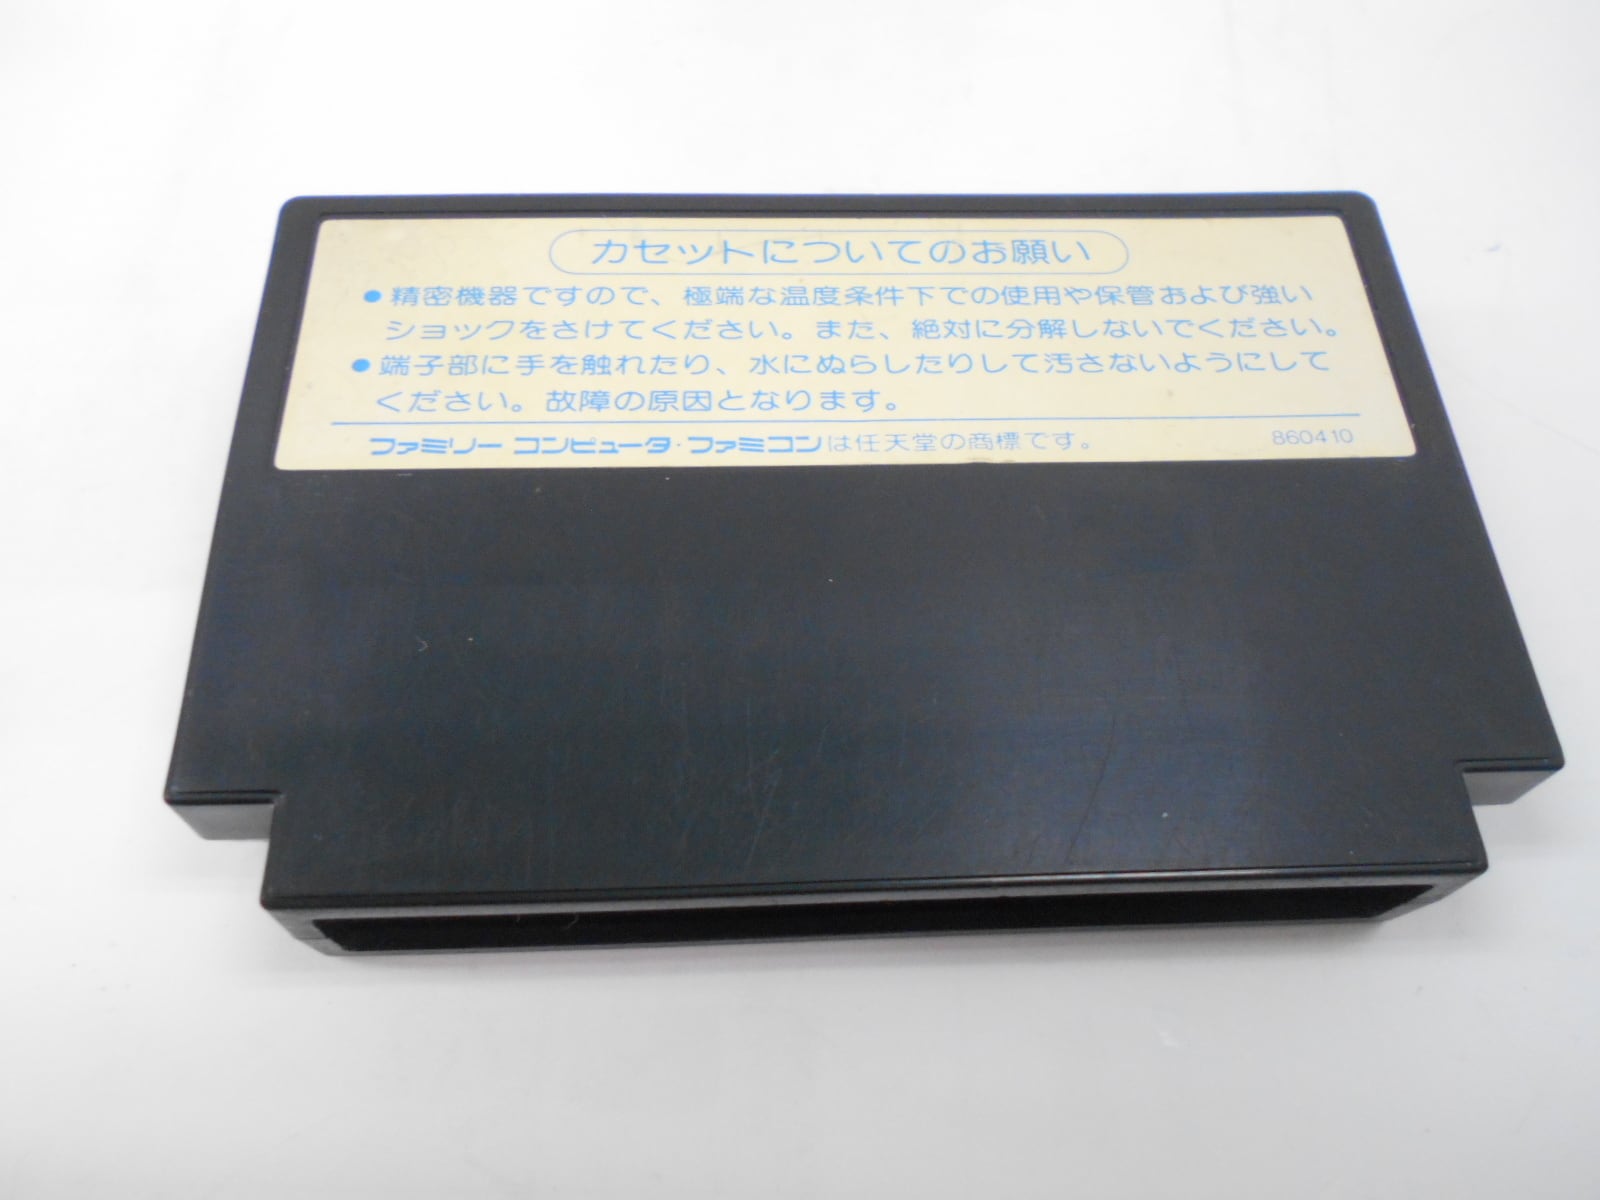 カセットについてのお願い
●精密機器ですので、極端な温度条件下での使用や保管および強い
ショックをさけてください。また、絶対に分解しないでください。
●端子部に手を触れたり、水にぬらしたりして汚さないようにして
ください。故障の原因となります。
ファミリー コンピュータ・ファミコンは任天堂の商標です。 860410